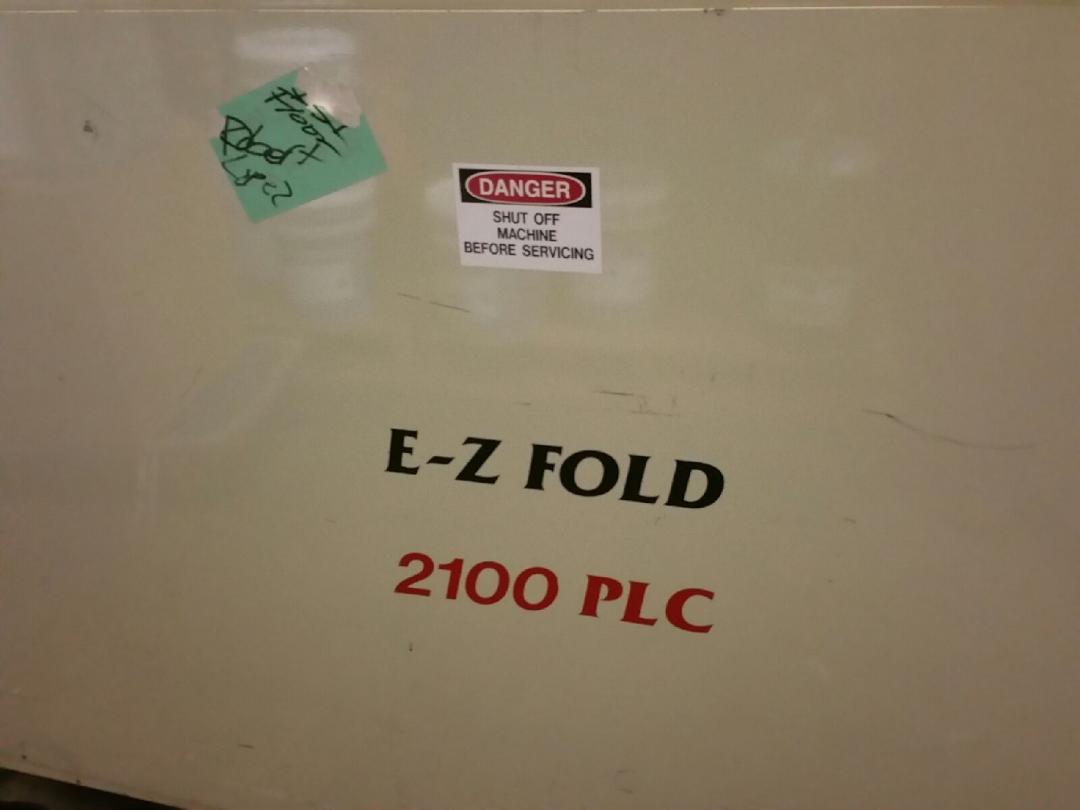 DANGER
SHUT OFF
MACHINE
BEFORE SERVICING
E-Z FOLD
2100 PLC